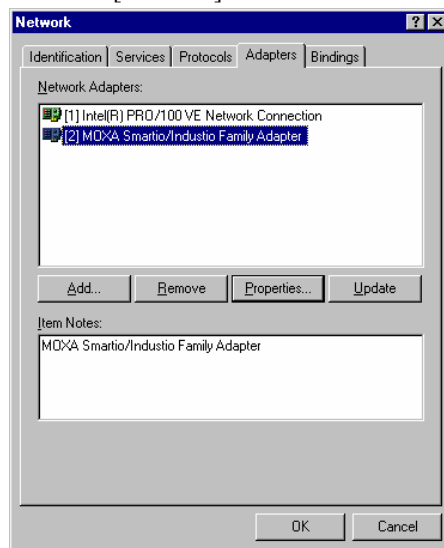 Network
Identification Services Protocols Adapters Bindings
Network Adapters:
[1] Intel(R) PRO/100 VE Network Connection
[2] MOXA Smartio/Industio Family Adapter
Add... Remove Properties... Update
Item Notes:
MOXA Smartio/Industio Family Adapter
OK Cancel